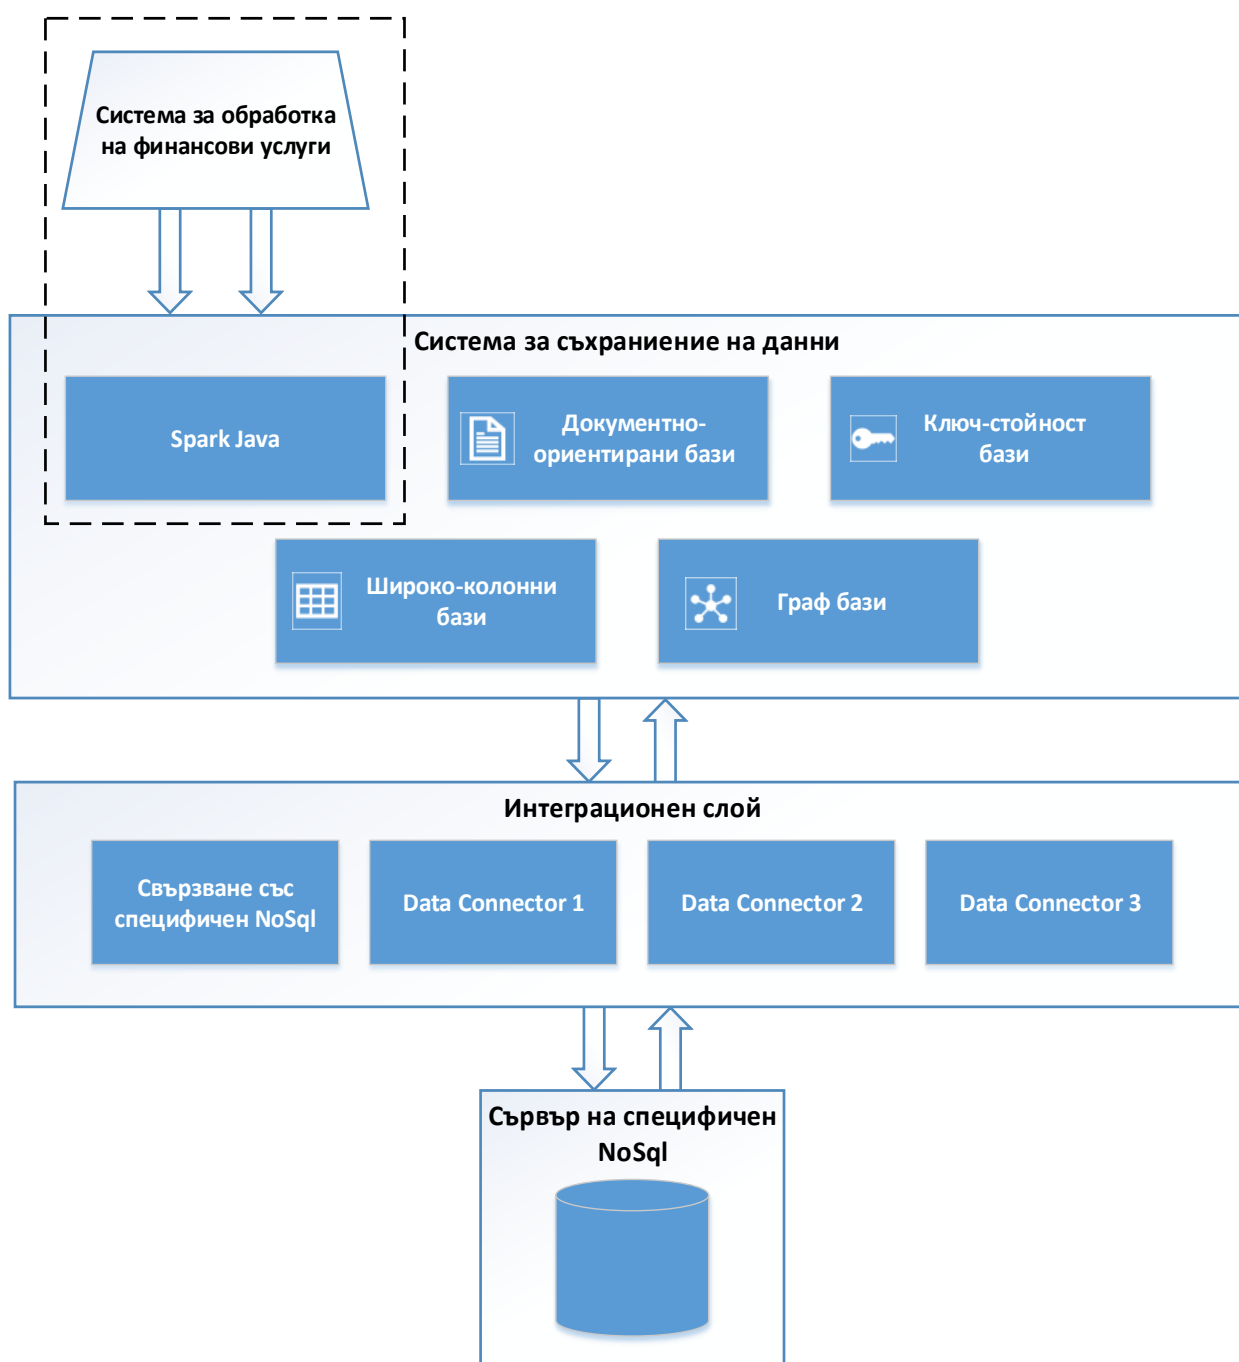 Система за обработка
на финансови услуги
Система за съхраниение на данни
Spark Java
Документно-
ориентирани бази
Ключ-стойност
бази
Широко-колонни
бази
Граф бази
Интеграционен слой
Свързване със
специфичен NoSql
Data Connector 1
Data Connector 2
Data Connector 3
Сървър на специфичен
NoSql